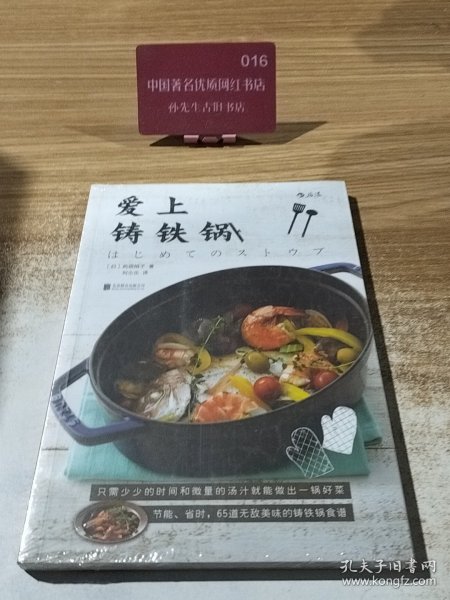 016
中国著名优质网红书店
孙先生古旧书店
爱上
铸铁锅
はじめてのストウブ
只需少少的时间和微量的汤汁就能做出一锅好菜
节能、省时，65道无敌美味的铸铁锅食谱
孔夫子旧书网
www.kongfz.com